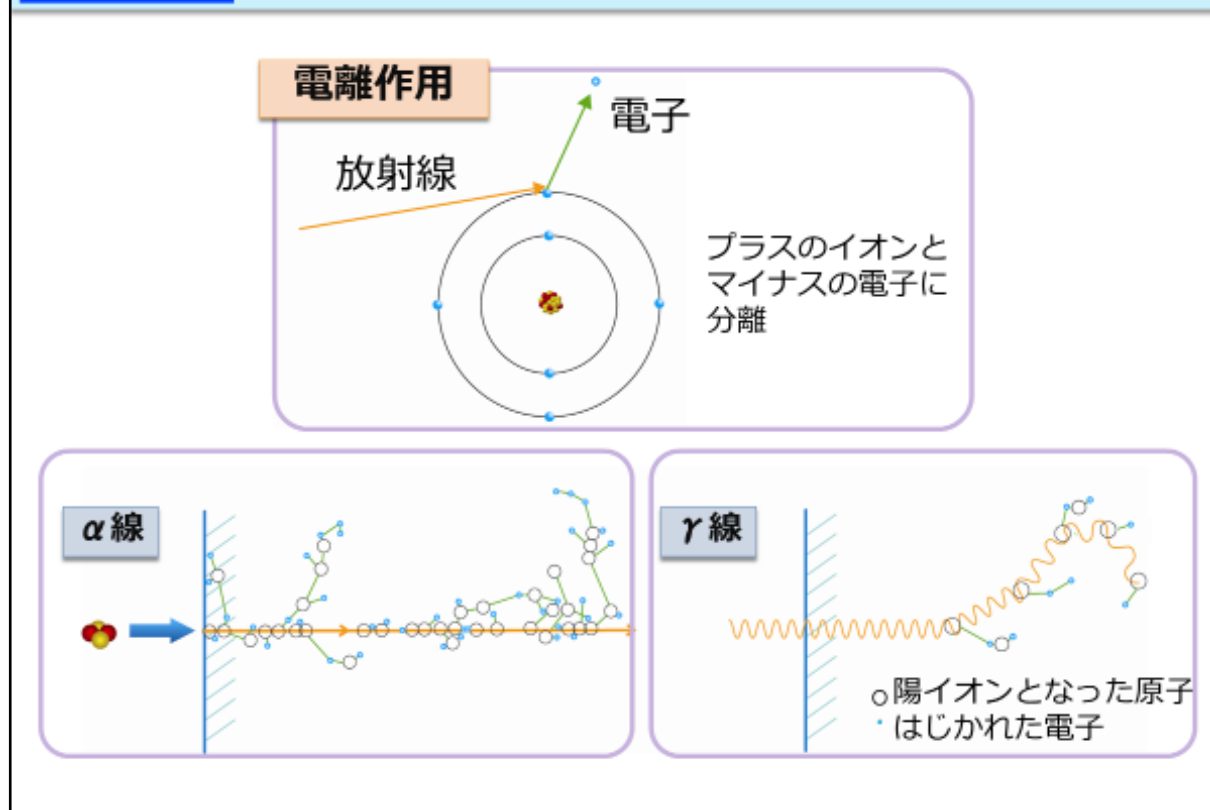 電離作用
電子
放射線
プラスのイオンと
マイナスの電子に
分離
α線
γ線
陽イオンとなった原子
はじかれた電子